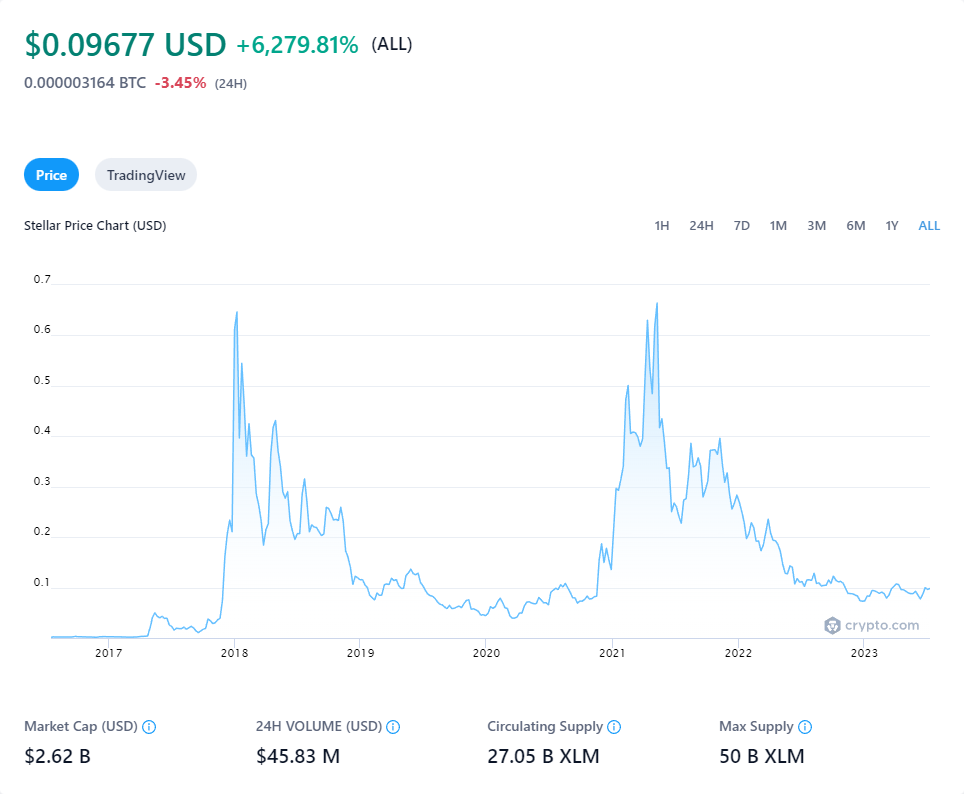 $0.09677 USD +6,279.81% (ALL)
0.000003164 BTC -3.45% (24H)
Price TradingView
Stellar Price Chart (USD) 1H 24H 7D 1M 3M 6M 1Y ALL
0.7
0.6
0.5
0.4
0.3
0.2
0.1
crypto.com
2017 2018 2019 2020 2021 2022 2023
Market Cap (USD) 24H VOLUME (USD) Circulating Supply Max Supply
$2.62 B $45.83 M 27.05 B XLM 50 B XLM